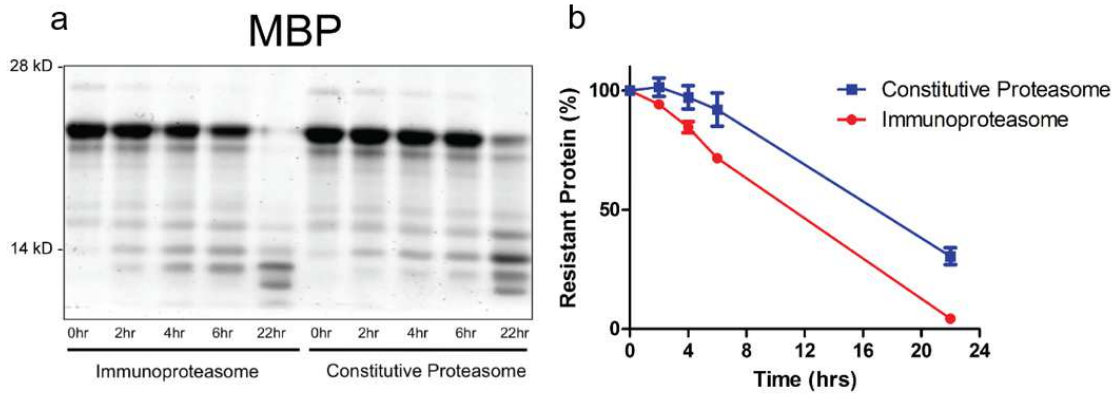 a
MBP
28 kD -
14 kD -
0hr 2hr 4hr 6hr 22hr 0hr 2hr 4hr 6hr 22hr
Immunoproteasome Constitutive Proteasome
b
Resistant Protein (%)
100
50
0
0 4 8 12 16 20 24
Time (hrs)
Constitutive Proteasome
Immunoproteasome